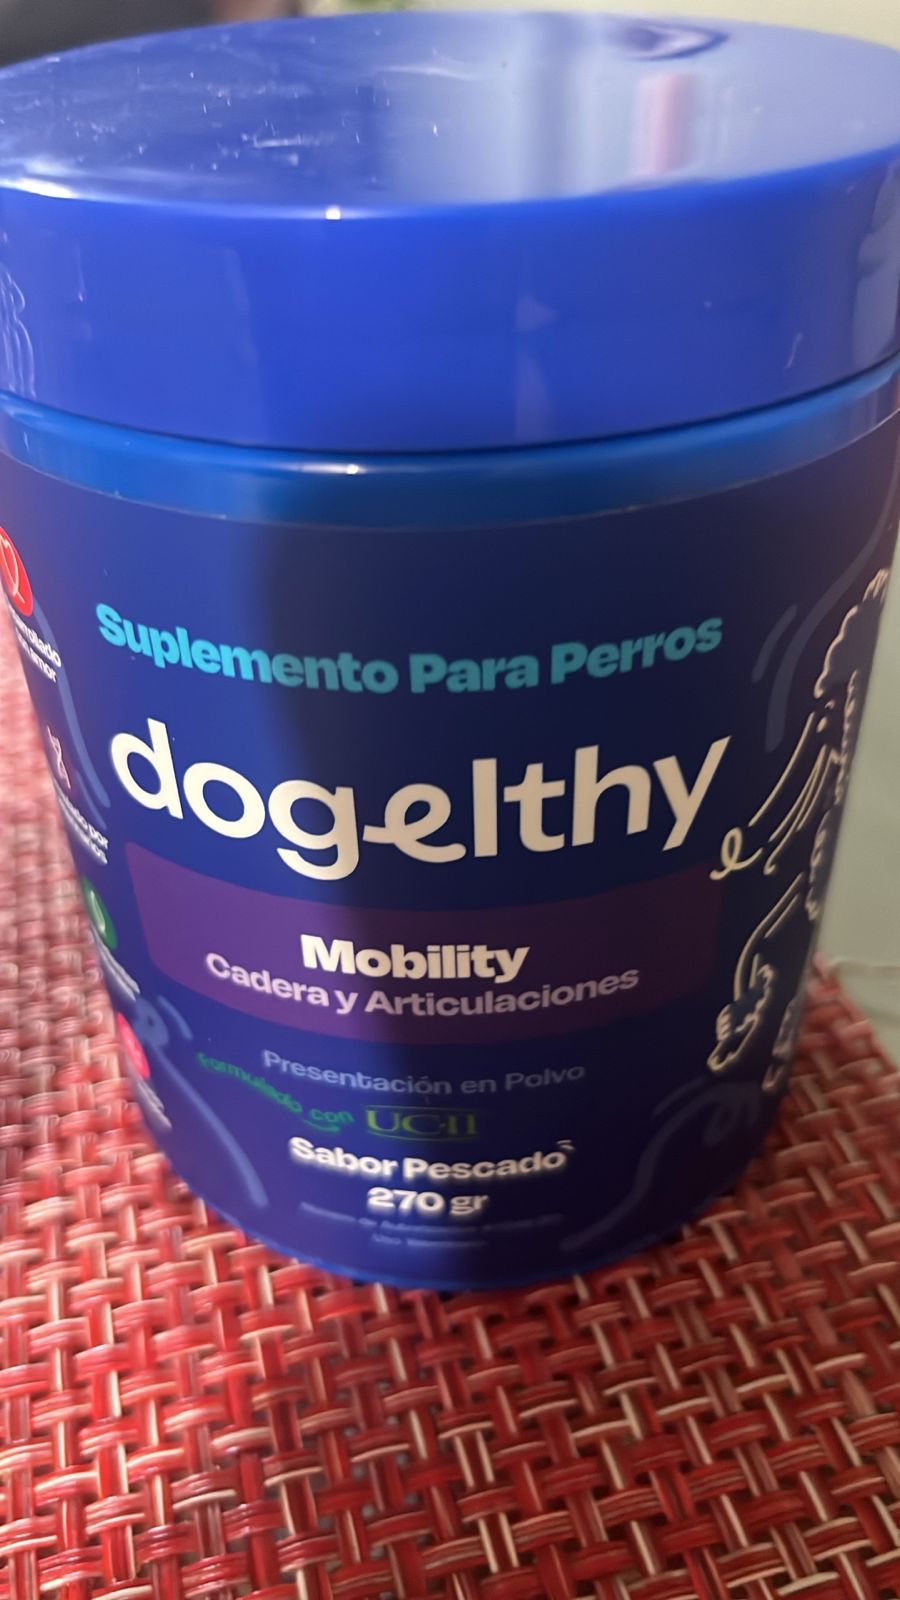 Suplemento Para Perros
dogelthy
Mobility
Cadera y Articulaciones
Presentación en Polvo
Formulado con UC-II
Sabor Pescado
270 gr